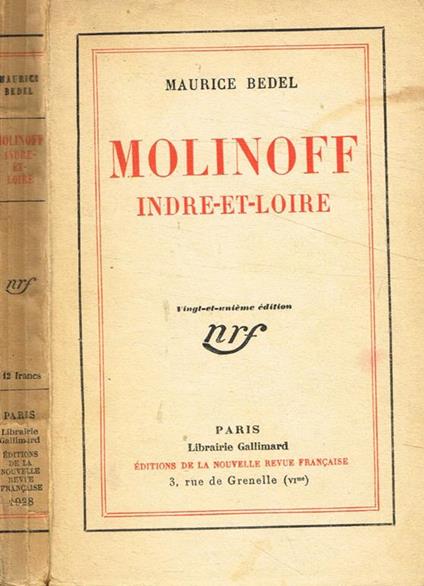 MAURICE
BEDEL
MOLINOFF
INDRE-
ET-
LOIRE
nrf
12 francs
PARIS
Librairie
Gallimard
ÉDITIONS
DE LA
NOUVELLE
REVUE
FRANÇAISE
1928
MAURICE BEDEL
MOLINOFF
INDRE-ET-LOIRE
Vingt-et-unième édition
nrf
PARIS
Librairie Gallimard
ÉDITIONS DE LA NOUVELLE REVUE FRANÇAISE
3, rue de Grenelle (VIme)